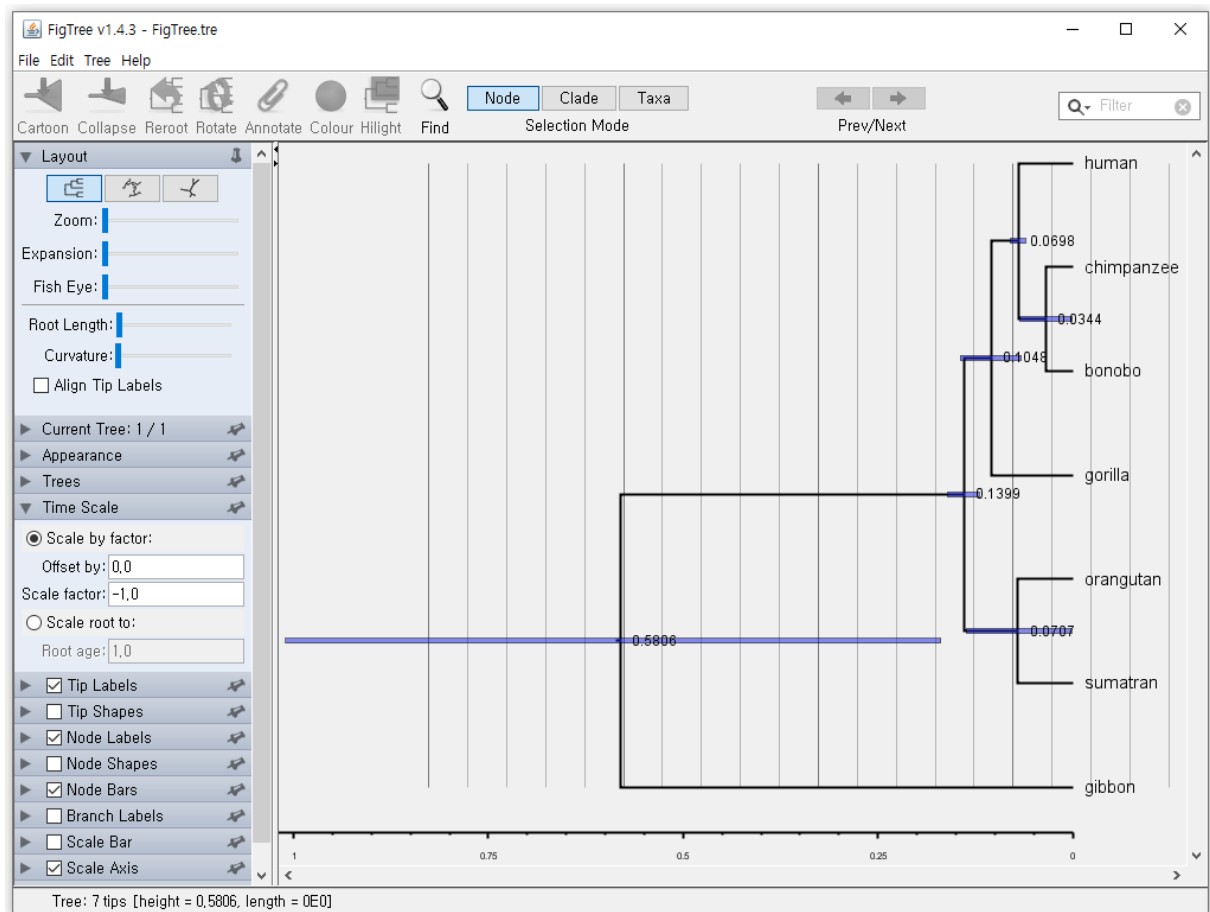 FigTree v1.4.3 - FigTree.tre
File Edit Tree Help
Cartoon Collapse Reroot Rotate Annotate Colour Hilight Find
Node Clade Taxa
Selection Mode
Prev/Next
Filter
Layout
Zoom:
Expansion:
Fish Eye:
Root Length:
Curvature:
Align Tip Labels
Current Tree: 1 / 1
Appearance
Trees
Time Scale
Scale by factor:
Offset by: 0,0
Scale factor: -1,0
Scale root to:
Root age: 1,0
Tip Labels
Tip Shapes
Node Labels
Node Shapes
Node Bars
Branch Labels
Scale Bar
Scale Axis
human
0.0698
chimpanzee
0.0344
0.1048
bonobo
gorilla
0.1399
orangutan
0.0707
0.5806
sumatran
gibbon
1 0.75 0.5 0.25 0
Tree: 7 tips [height = 0,5806, length = 0E0]